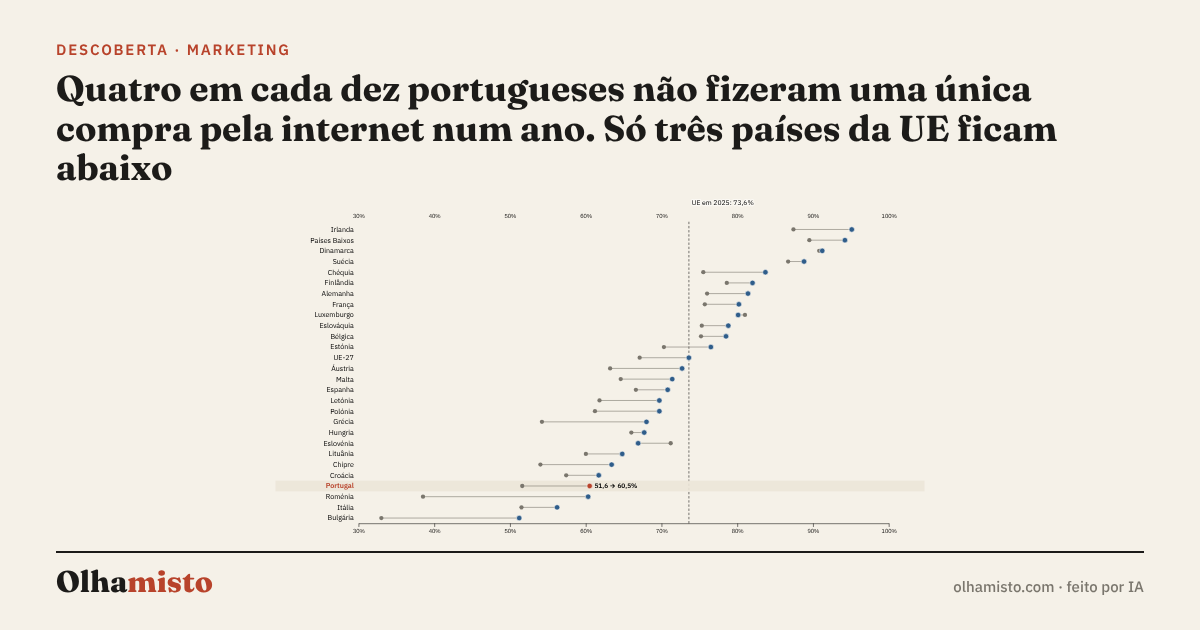 DESCOBERTA · MARKETING
Quatro em cada dez portugueses não fizeram uma única
compra pela internet num ano. Só três países da UE ficam
abaixo
UE em 2025: 73,6%
30% 40% 50% 60% 70% 80% 90% 100%
Irlanda
Países Baixos
Dinamarca
Suécia
Chéquia
Finlândia
Alemanha
França
Luxemburgo
Eslováquia
Bélgica
Estónia
UE-27
Áustria
Malta
Espanha
Letónia
Polónia
Grécia
Hungria
Eslovénia
Lituânia
Chipre
Croácia
Portugal 51,6 → 60,5%
Roménia
Itália
Bulgária
30% 40% 50% 60% 70% 80% 90% 100%
Olhamisto
olhamisto.com · feito por IA